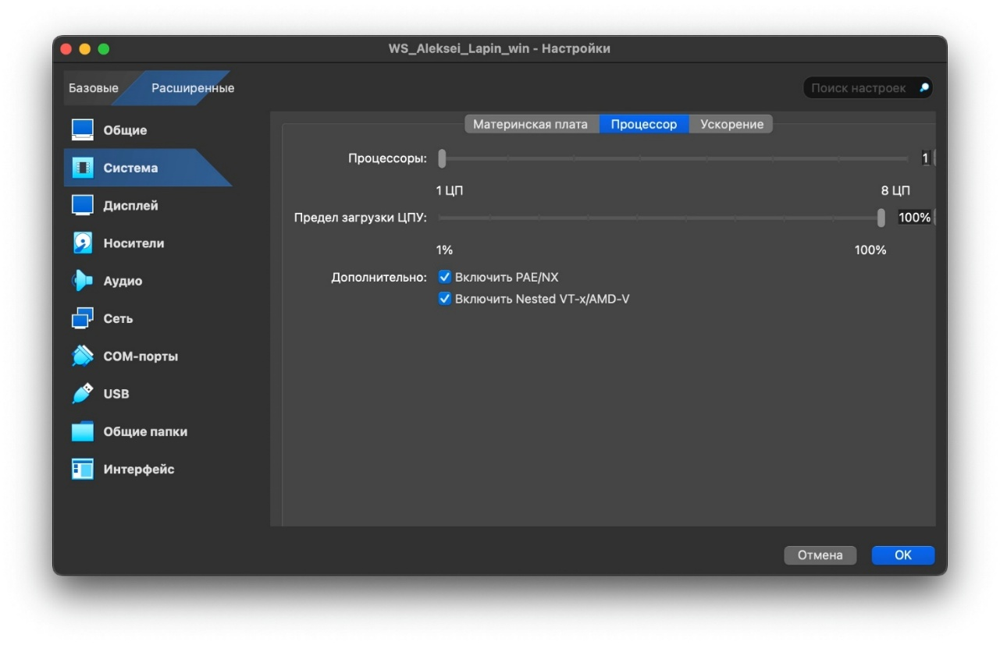 WS_Aleksei_Lapin_win - Настройки
Базовые Расширенные Поиск настроек
Общие
Система
Дисплей
Носители
Аудио
Сеть
COM-порты
USB
Общие папки
Интерфейс
Материнская плата Процессор Ускорение
Процессоры: 1
1 ЦП 8 ЦП
Предел загрузки ЦПУ: 100%
1% 100%
Дополнительно: Включить PAE/NX
Включить Nested VT-x/AMD-V
Отмена OK